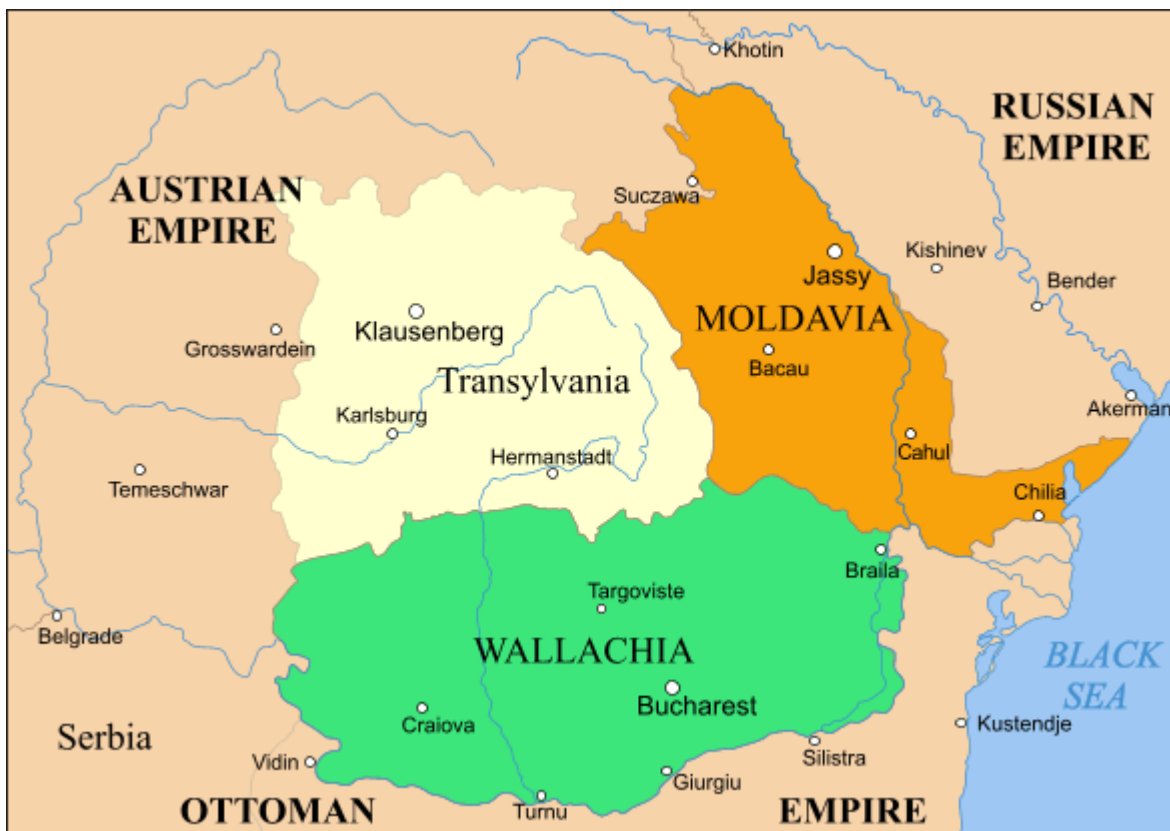 Khotin
RUSSIAN
EMPIRE
AUSTRIAN
EMPIRE
Suczawa
Kishinev
Jassy
Bender
MOLDAVIA
Klausenberg
Grosswardein
Bacau
Transylvania
Akerman
Karlsburg
Cahul
Hermanstadt
Temeschwar
Chilia
Braila
Targoviste
Belgrade
WALLACHIA
BLACK
SEA
Bucharest
Craiova
Kustendje
Serbia
Vidin
Silistra
Giurgiu
OTTOMAN
Turnu
EMPIRE